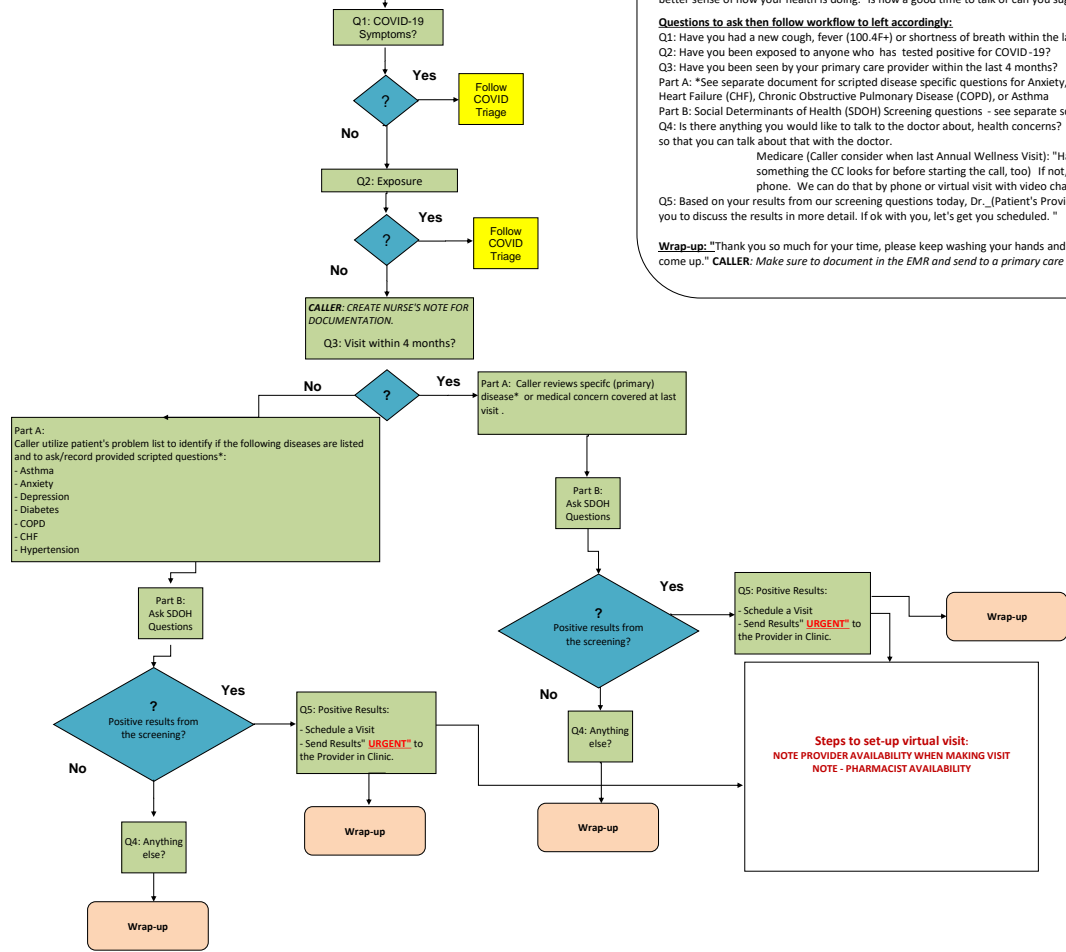 better sense of how your health is doing. Is now a good time to talk or can you sug
Questions to ask then follow workflow to left accordingly:
Q1: Have you had a new cough, fever (100.4F+) or shortness of breath within the la
Q2: Have you been exposed to anyone who has tested positive for COVID-19?
Q3: Have you been seen by your primary care provider within the last 4 months?
Part A: *See separate document for scripted disease specific questions for Anxiety,
Heart Failure (CHF), Chronic Obstructive Pulmonary Disease (COPD), or Asthma
Part B: Social Determinants of Health (SDOH) Screening questions - see separate s
Q4: Is there anything you would like to talk to the doctor about, health concerns?
so that you can talk about that with the doctor.
Medicare (Caller consider when last Annual Wellness Visit): "Ha
something the CC looks for before starting the call, too) If not,
phone. We can do that by phone or virtual visit with video cha
Q5: Based on your results from our screening questions today, Dr._(Patient's Provi
you to discuss the results in more detail. If ok with you, let's get you scheduled. "
Wrap-up: "Thank you so much for your time, please keep washing your hands and
come up." CALLER: Make sure to document in the EMR and send to a primary care
Q1: COVID-19
Symptoms?
Yes
?
Follow
COVID
Triage
No
Q2: Exposure
Yes
?
Follow
COVID
Triage
No
CALLER: CREATE NURSE'S NOTE FOR
DOCUMENTATION.
Q3: Visit within 4 months?
No
?
Yes
Part A: Caller reviews specifc (primary)
disease* or medical concern covered at last
visit .
Part A:
Caller utilize patient's problem list to identify if the following diseases are listed
and to ask/record provided scripted questions*:
- Asthma
- Anxiety
- Depression
- Diabetes
- COPD
- CHF
- Hypertension
Part B:
Ask SDOH
Questions
?
Positive results from
the screening?
Yes
Q5: Positive Results:
- Schedule a Visit
- Send Results" URGENT" to
the Provider in Clinic.
Wrap-up
No
Q4: Anything
else?
Wrap-up
Steps to set-up virtual visit:
NOTE PROVIDER AVAILABILITY WHEN MAKING VISIT
NOTE - PHARMACIST AVAILABILITY
Part B:
Ask SDOH
Questions
?
Positive results from
the screening?
Yes
Q5: Positive Results:
- Schedule a Visit
- Send Results" URGENT" to
the Provider in Clinic.
Wrap-up
No
Q4: Anything
else?
Wrap-up